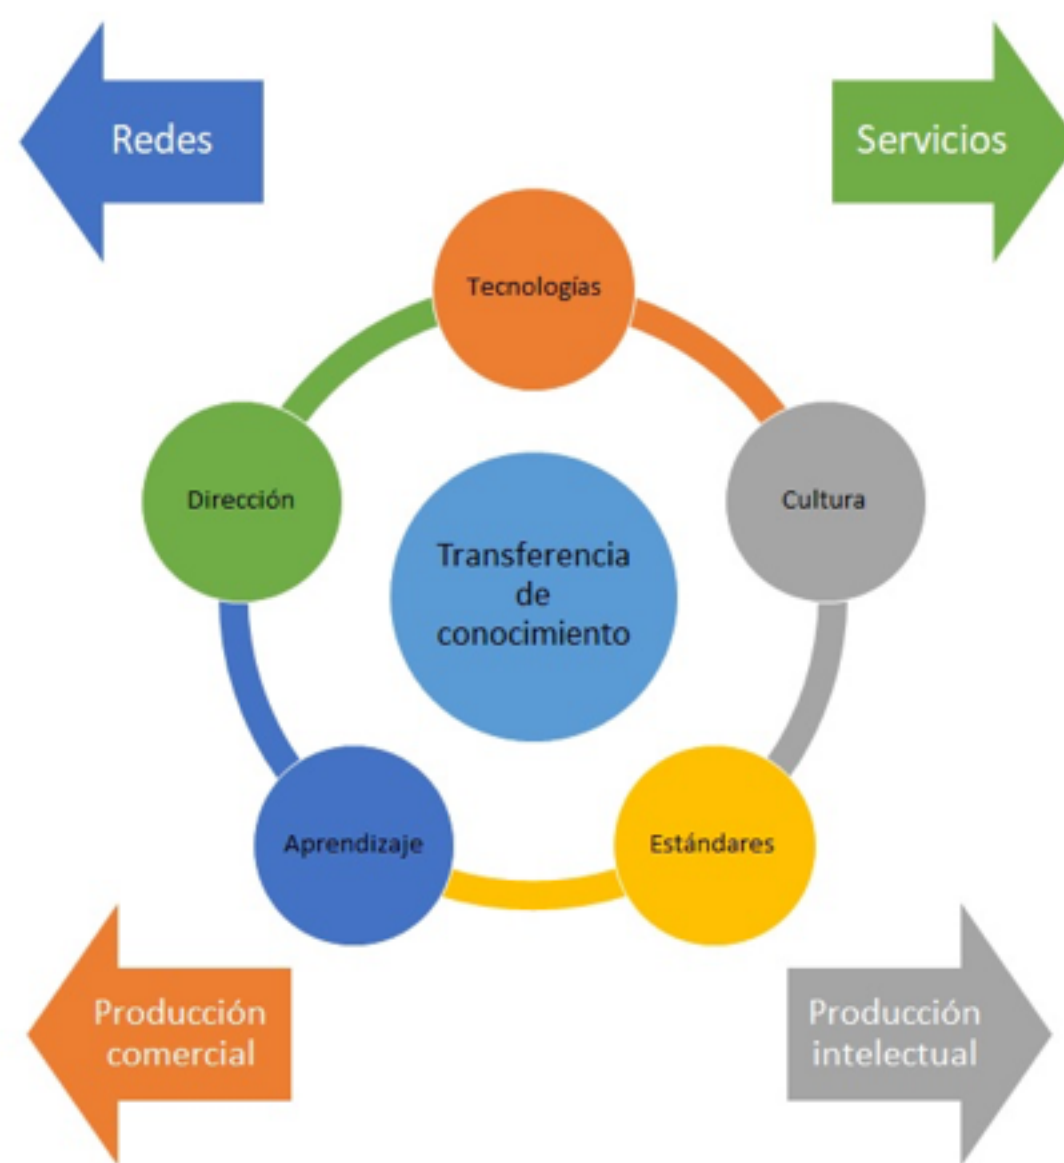 Redes
Servicios
Tecnologías
Dirección
Cultura
Transferencia
de
conocimiento
Aprendizaje
Estándares
Producción
comercial
Producción
intelectual